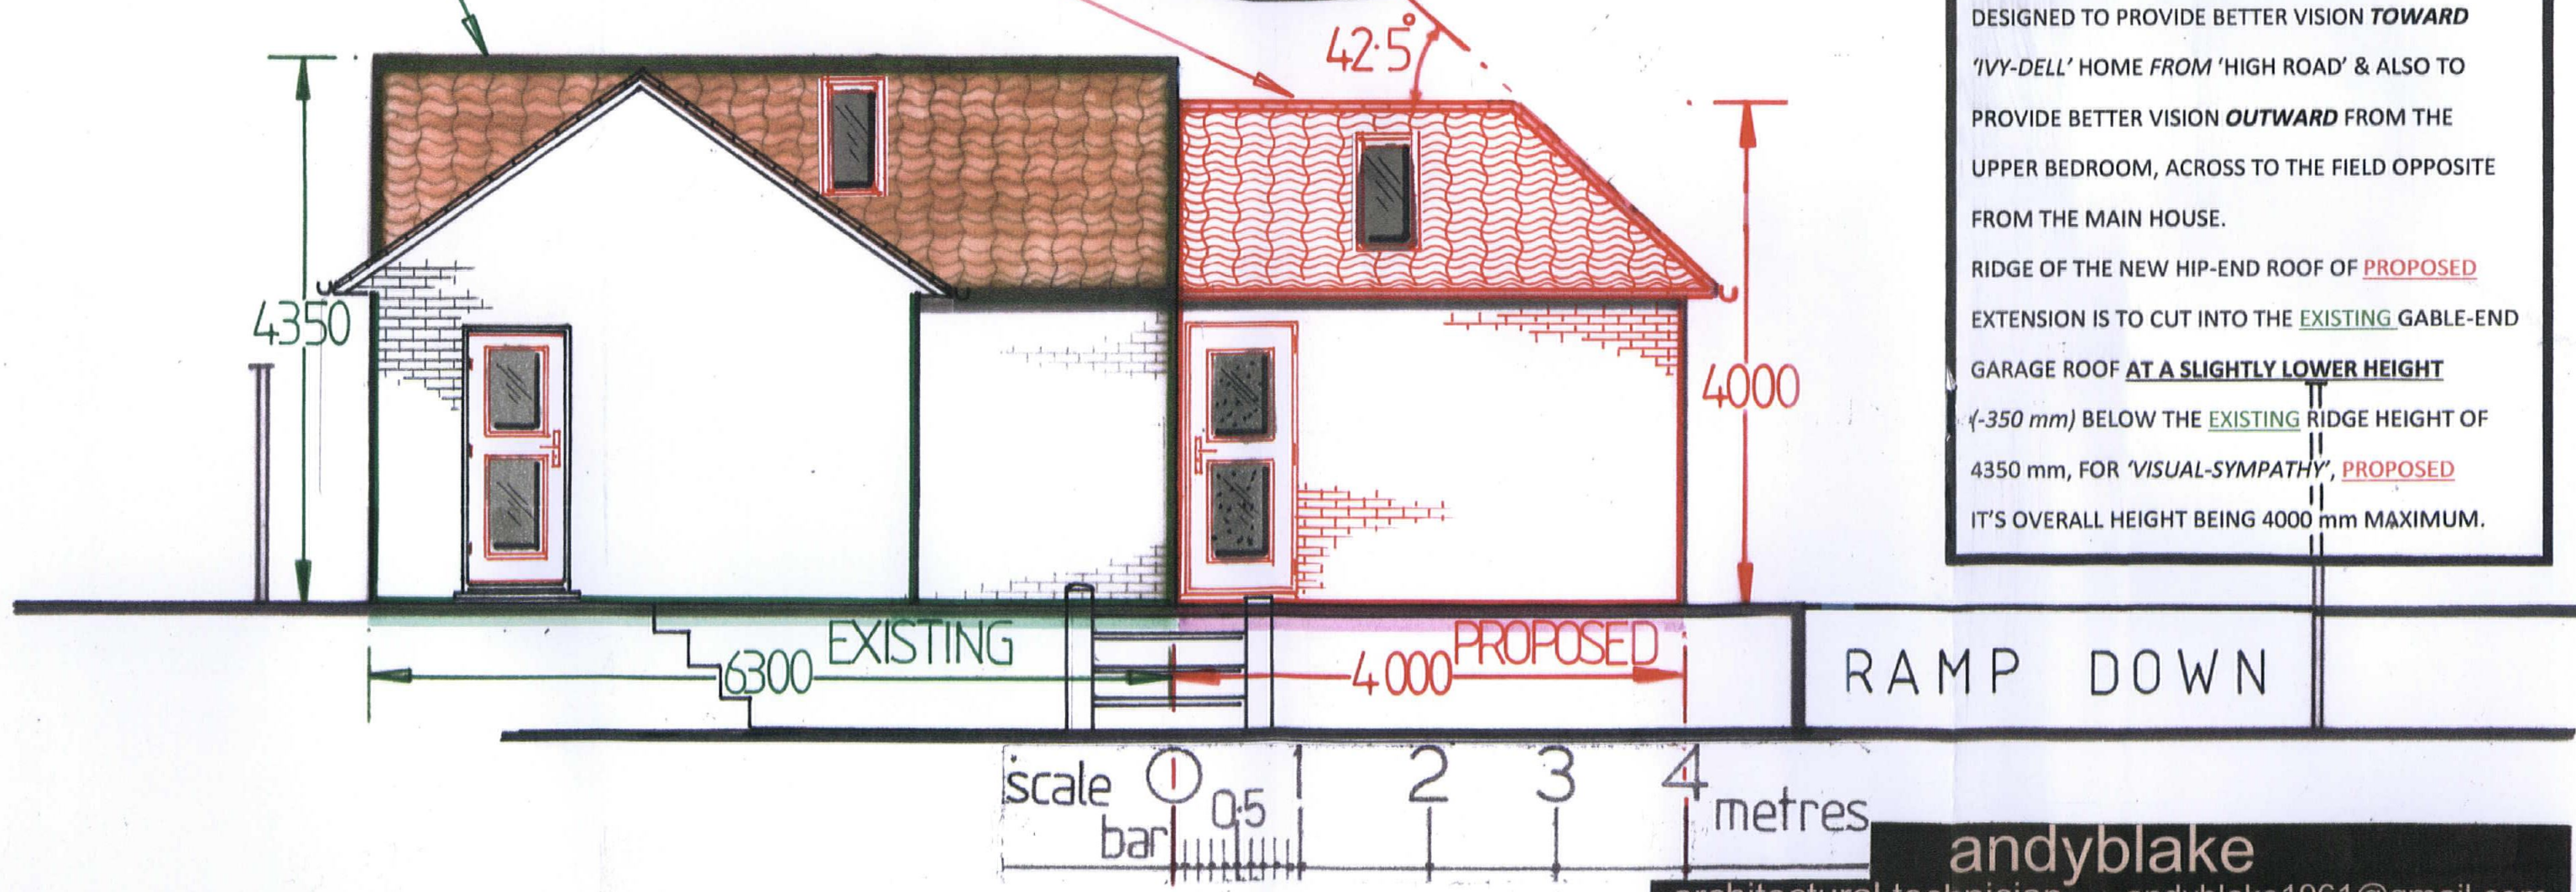 42·5°
DESIGNED TO PROVIDE BETTER VISION TOWARD
'IVY-DELL' HOME FROM 'HIGH ROAD' & ALSO TO
PROVIDE BETTER VISION OUTWARD FROM THE
UPPER BEDROOM, ACROSS TO THE FIELD OPPOSITE
FROM THE MAIN HOUSE.
RIDGE OF THE NEW HIP-END ROOF OF PROPOSED
EXTENSION IS TO CUT INTO THE EXISTING GABLE-END
GARAGE ROOF AT A SLIGHTLY LOWER HEIGHT
(-350 mm) BELOW THE EXISTING RIDGE HEIGHT OF
4350 mm, FOR 'VISUAL-SYMPATHY', PROPOSED
IT'S OVERALL HEIGHT BEING 4000 mm MAXIMUM.
4350
4000
EXISTING
6300
PROPOSED
4000
RAMP DOWN
scale bar
0 0·5 1 2 3 4 metres
andyblake
architectural technician